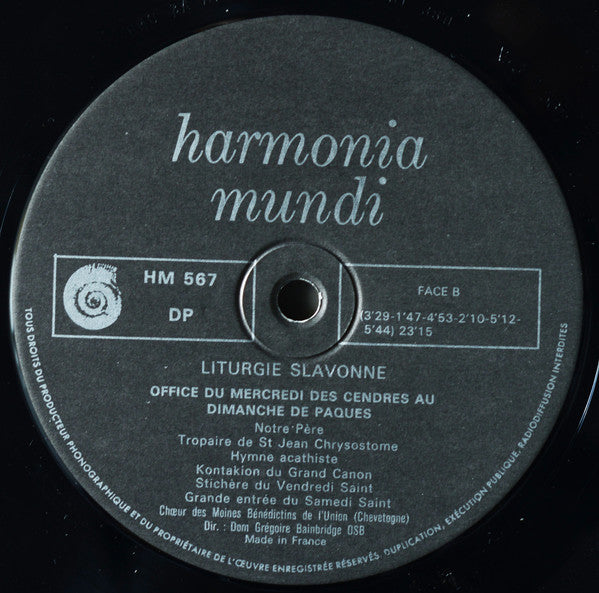 harmonia
mundi
HM 567
DP
FACE B
(3'29-1'47-4'53-2'10-5'12-
5'44) 23'15
LITURGIE SLAVONNE
OFFICE DU MERCREDI DES CENDRES AU
DIMANCHE DE PAQUES
Notre Père
Tropaire de St Jean Chrysostome
Hymne acathiste
Kontakion du Grand Canon
Stichère du Vendredi Saint
Grande entrée du Samedi Saint
Chœur des Moines Bénédictins de l'Union (Chevetogne)
Dir. : Dom Grégoire Bainbridge OSB
Made in France
TOUS DROITS DU PRODUCTEUR PHONOGRAPHIQUE ET DU PROPRIÉTAIRE DE L'ŒUVRE ENREGISTRÉE RÉSERVÉS. DUPLICATION, EXÉCUTION PUBLIQUE, RADIODIFFUSION INTERDITES